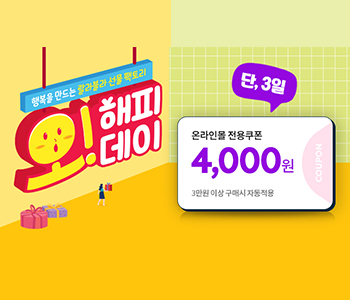 행복을 만드는 랄라블라 선물 팩토리
오! 해피
데이
단, 3일
온라인몰 전용쿠폰
4,000원
3만원 이상 구매시 자동적용
COUPON